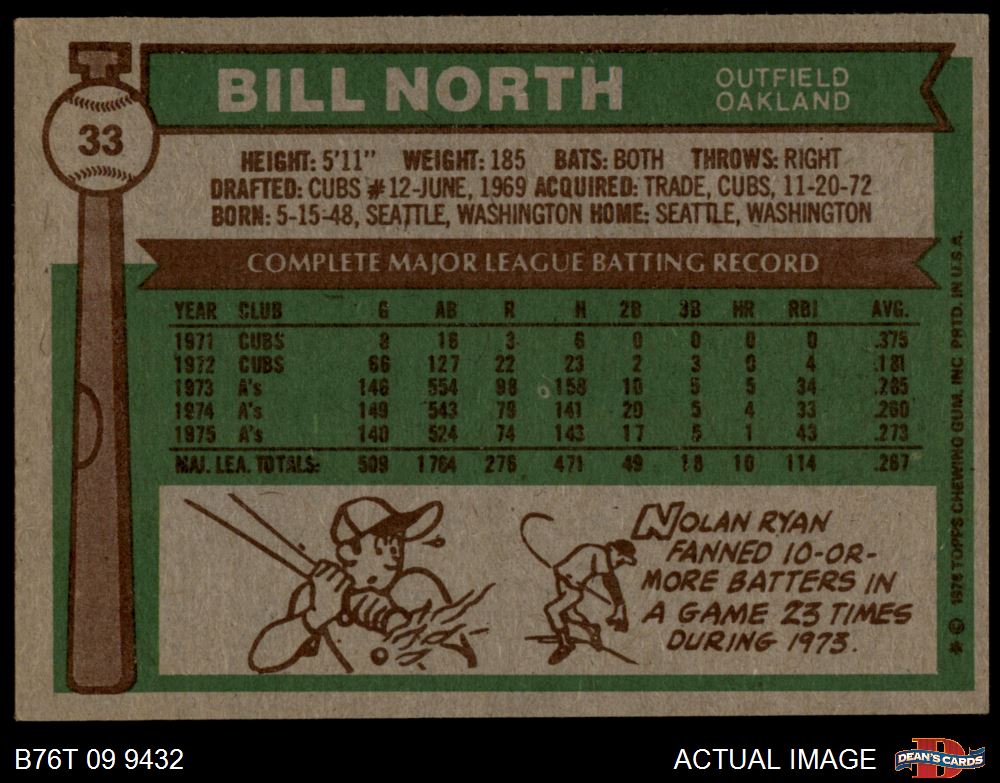 33
BILL NORTH
OUTFIELD
OAKLAND
HEIGHT: 5'11" WEIGHT: 185 BATS: BOTH THROWS: RIGHT
DRAFTED: CUBS #12-JUNE, 1969 ACQUIRED: TRADE, CUBS, 11-20-72
BORN: 5-15-48, SEATTLE, WASHINGTON HOME: SEATTLE, WASHINGTON
COMPLETE MAJOR LEAGUE BATTING RECORD
YEAR CLUB G AB R H 2B 3B HR RBI AVG.
1971 CUBS 8 16 3 6 0 0 0 0 .375
1972 CUBS 66 127 22 23 2 3 0 4 .181
1973 A's 146 554 98 158 10 5 5 34 .285
1974 A's 149 543 79 141 20 5 4 33 .260
1975 A's 140 524 74 143 17 5 1 43 .273
MAJ. LEA. TOTALS: 509 1764 276 471 49 18 10 114 .267
NOLAN RYAN
FANNED 10-OR-
MORE BATTERS IN
A GAME 23 TIMES
DURING 1973.
* © 1976 TOPPS CHEWING GUM, INC PRTD. IN U.S.A.
B76T 09 9432
ACTUAL IMAGE
D
DEAN'S CARDS